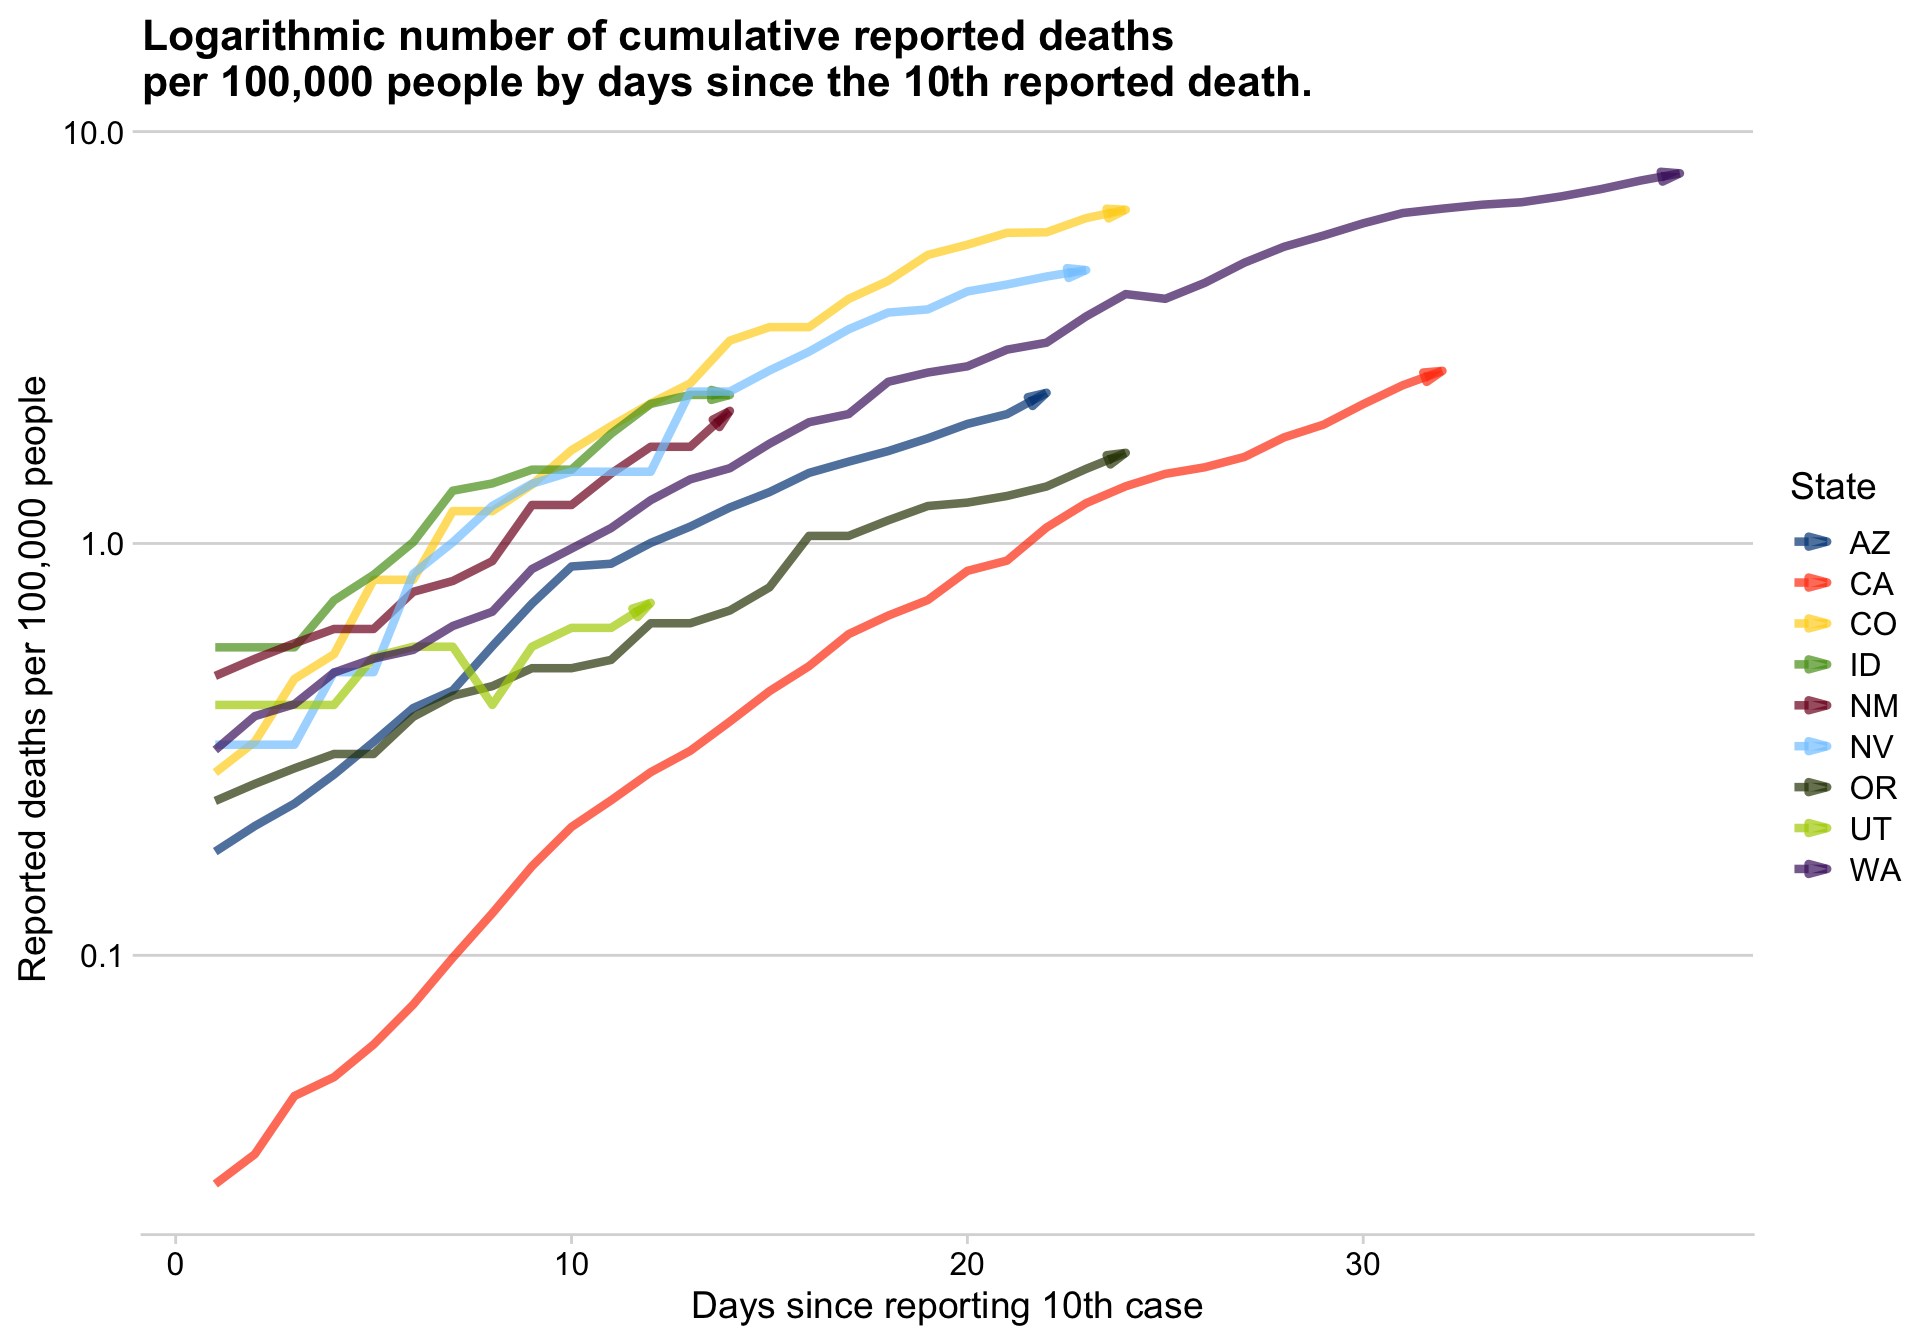 Logarithmic number of cumulative reported deaths
per 100,000 people by days since the 10th reported death.
Reported deaths per 100,000 people
10.0
1.0
0.1
0
10
20
30
Days since reporting 10th case
State
AZ
CA
CO
ID
NM
NV
OR
UT
WA